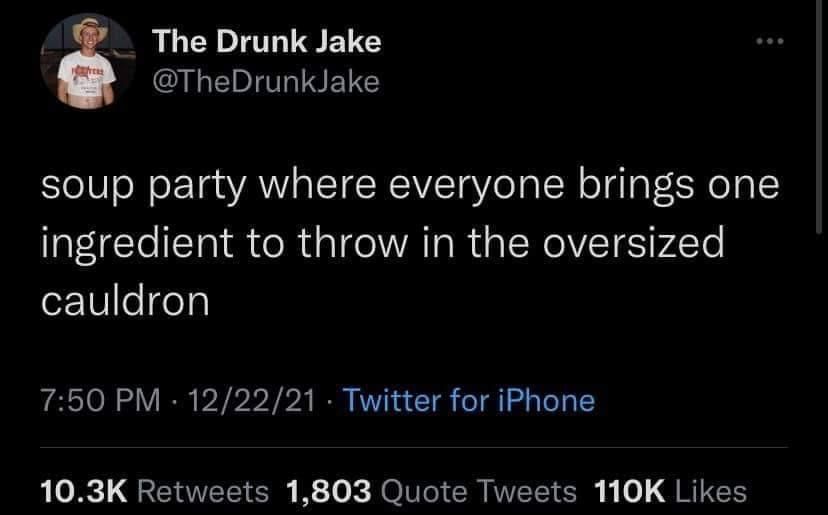 The Drunk Jake
@TheDrunkJake
soup party where everyone brings one
ingredient to throw in the oversized
cauldron
7:50 PM · 12/22/21 · Twitter for iPhone
10.3K Retweets 1,803 Quote Tweets 110K Likes